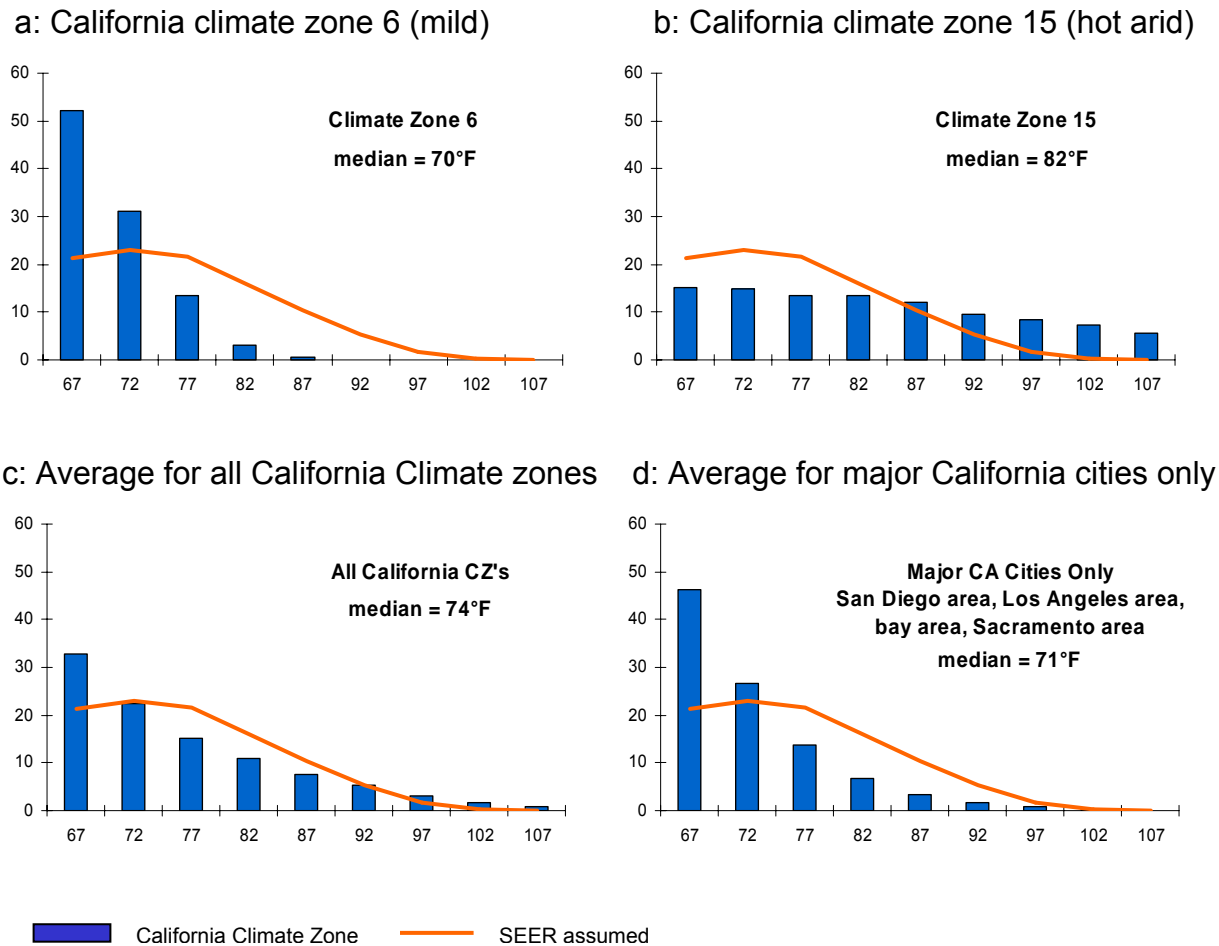 a: California climate zone 6 (mild)
60
50
40
30
20
10
0
67 72 77 82 87 92 97 102 107
Climate Zone 6
median = 70°F
b: California climate zone 15 (hot arid)
60
50
40
30
20
10
0
67 72 77 82 87 92 97 102 107
Climate Zone 15
median = 82°F
c: Average for all California Climate zones
60
50
40
30
20
10
0
67 72 77 82 87 92 97 102 107
All California CZ's
median = 74°F
d: Average for major California cities only
60
50
40
30
20
10
0
67 72 77 82 87 92 97 102 107
Major CA Cities Only
San Diego area, Los Angeles area,
bay area, Sacramento area
median = 71°F
California Climate Zone
SEER assumed